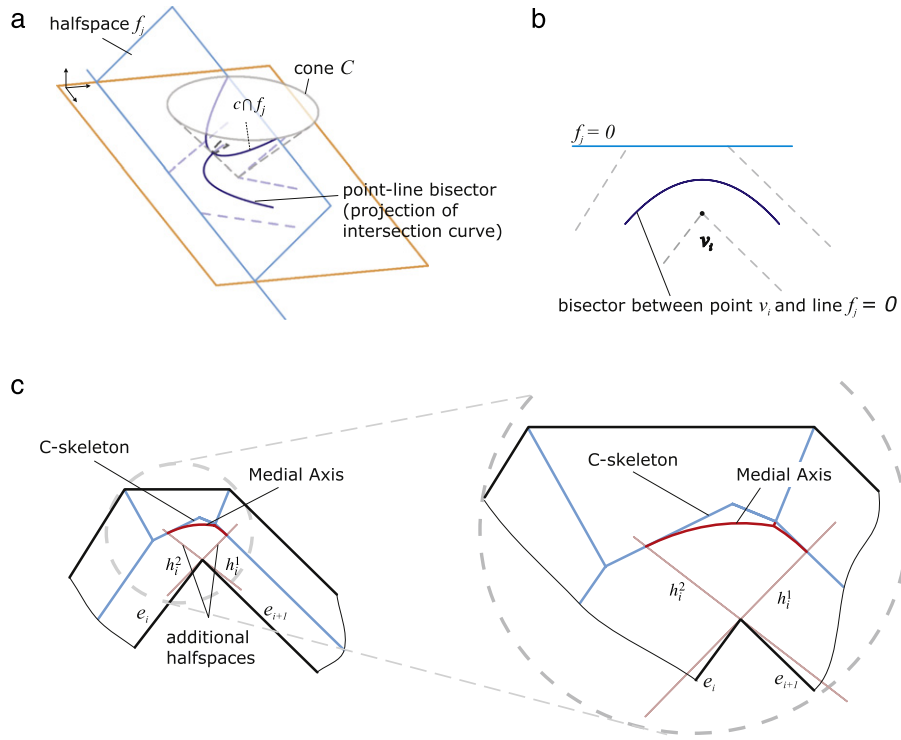 a
halfspace f_j
cone C
c∩f_j
point-line bisector
(projection of
intersection curve)
b
f_j = 0
v_i
bisector between point v_i and line f_j = 0
c
C-skeleton
Medial Axis
h_i^2
h_i^1
e_i
e_{i+1}
additional
halfspaces
C-skeleton
Medial Axis
h_i^2
h_i^1
e_i
e_{i+1}